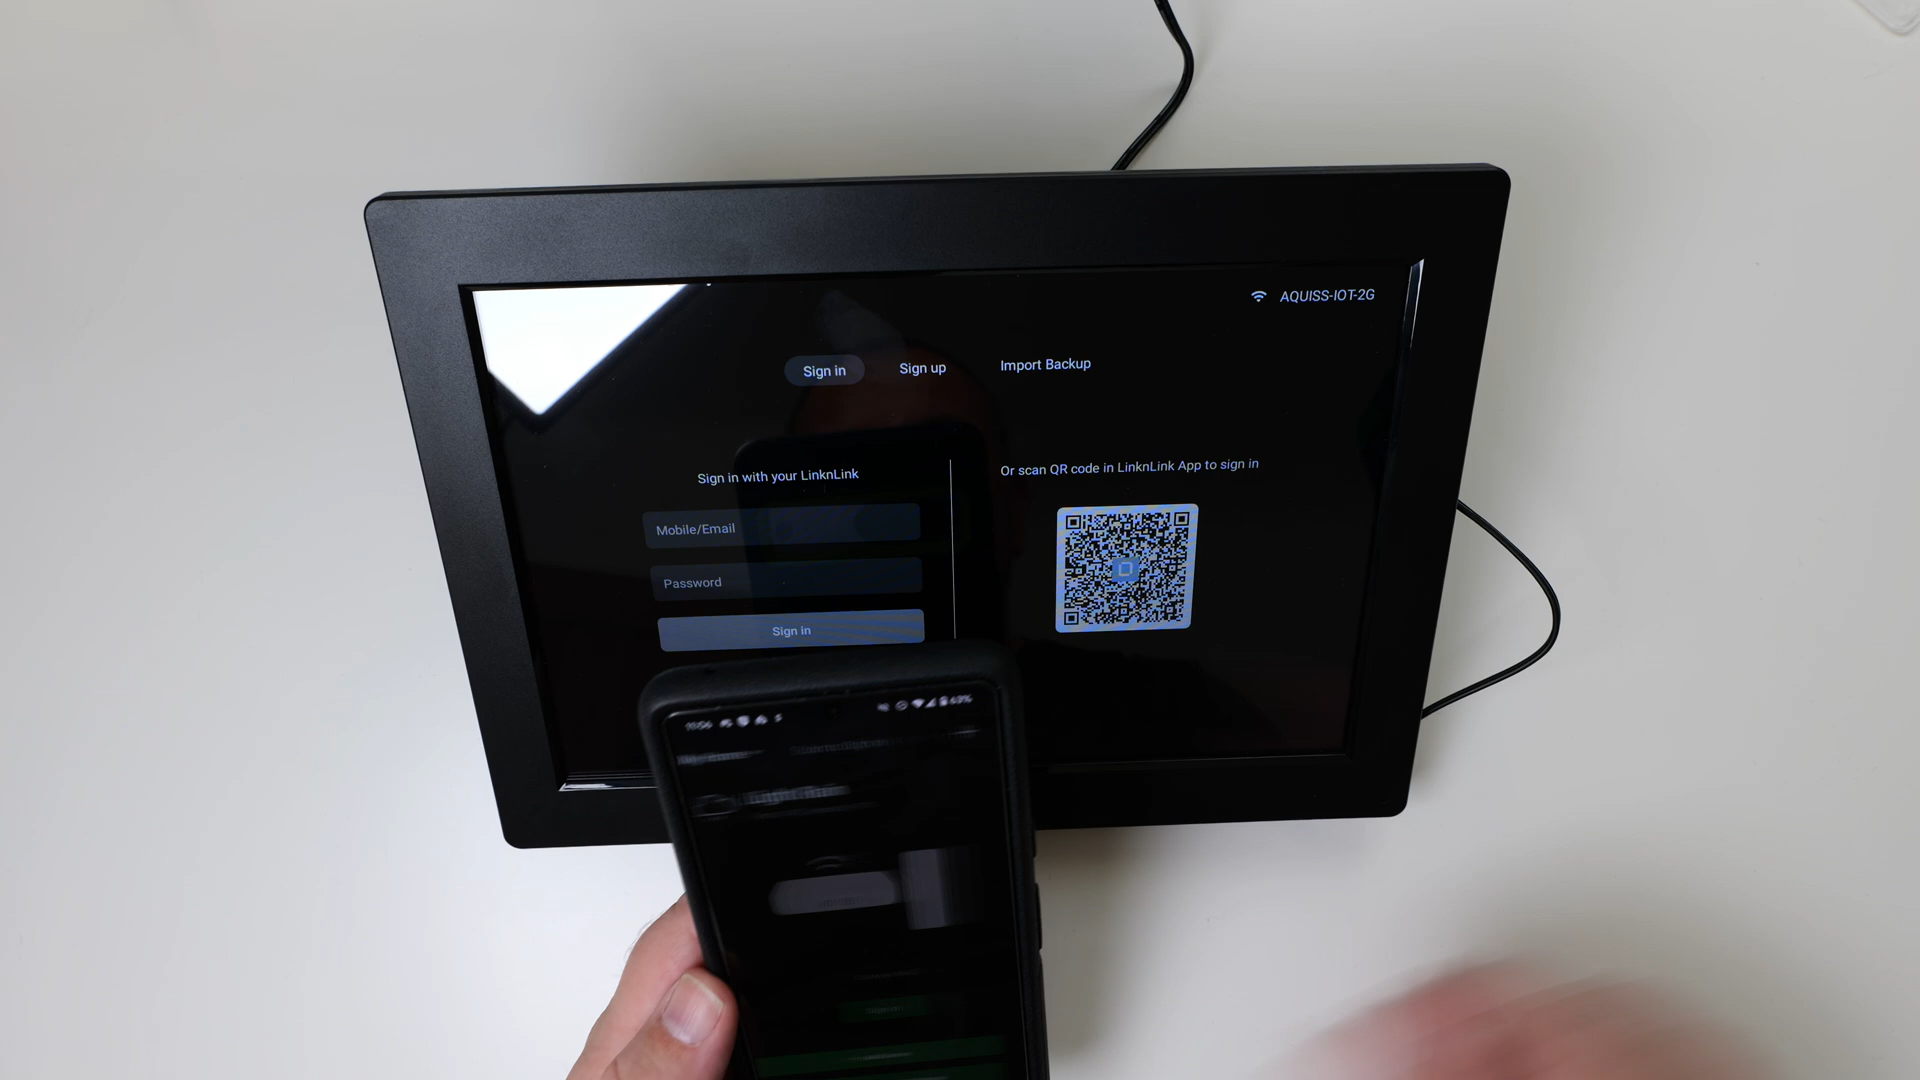 AQUISS-IOT-2G
Sign in
Sign up
Import Backup
Sign in with your LinknLink
Mobile/Email
Password
Sign in
Or scan QR code in LinknLink App to sign in